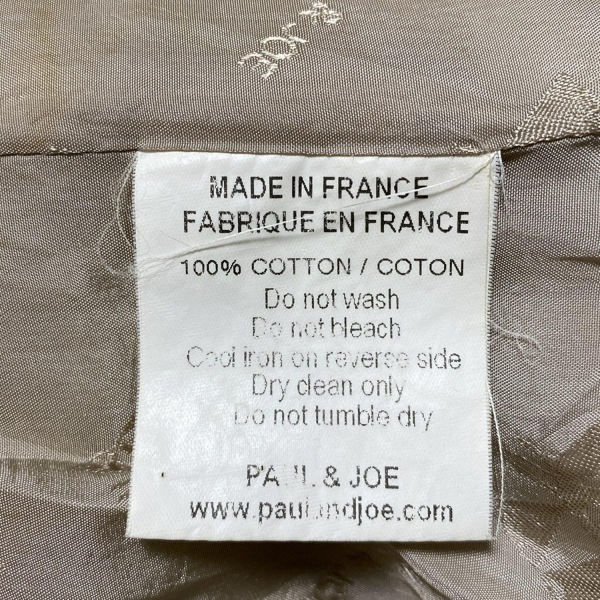 JOE
MADE IN FRANCE
FABRIQUE EN FRANCE
100% COTTON / COTON
Do not wash
Do not bleach
Cool iron on reverse side
Dry clean only
Do not tumble dry
PAUL & JOE
www.paulandjoe.com